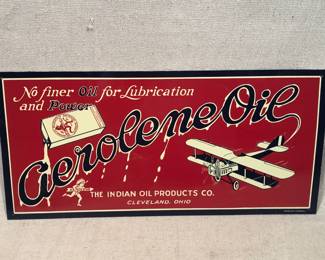 No finer Oil for Lubrication
and Power
Aerolene Oil
THE INDIAN OIL PRODUCTS CO.
CLEVELAND, OHIO